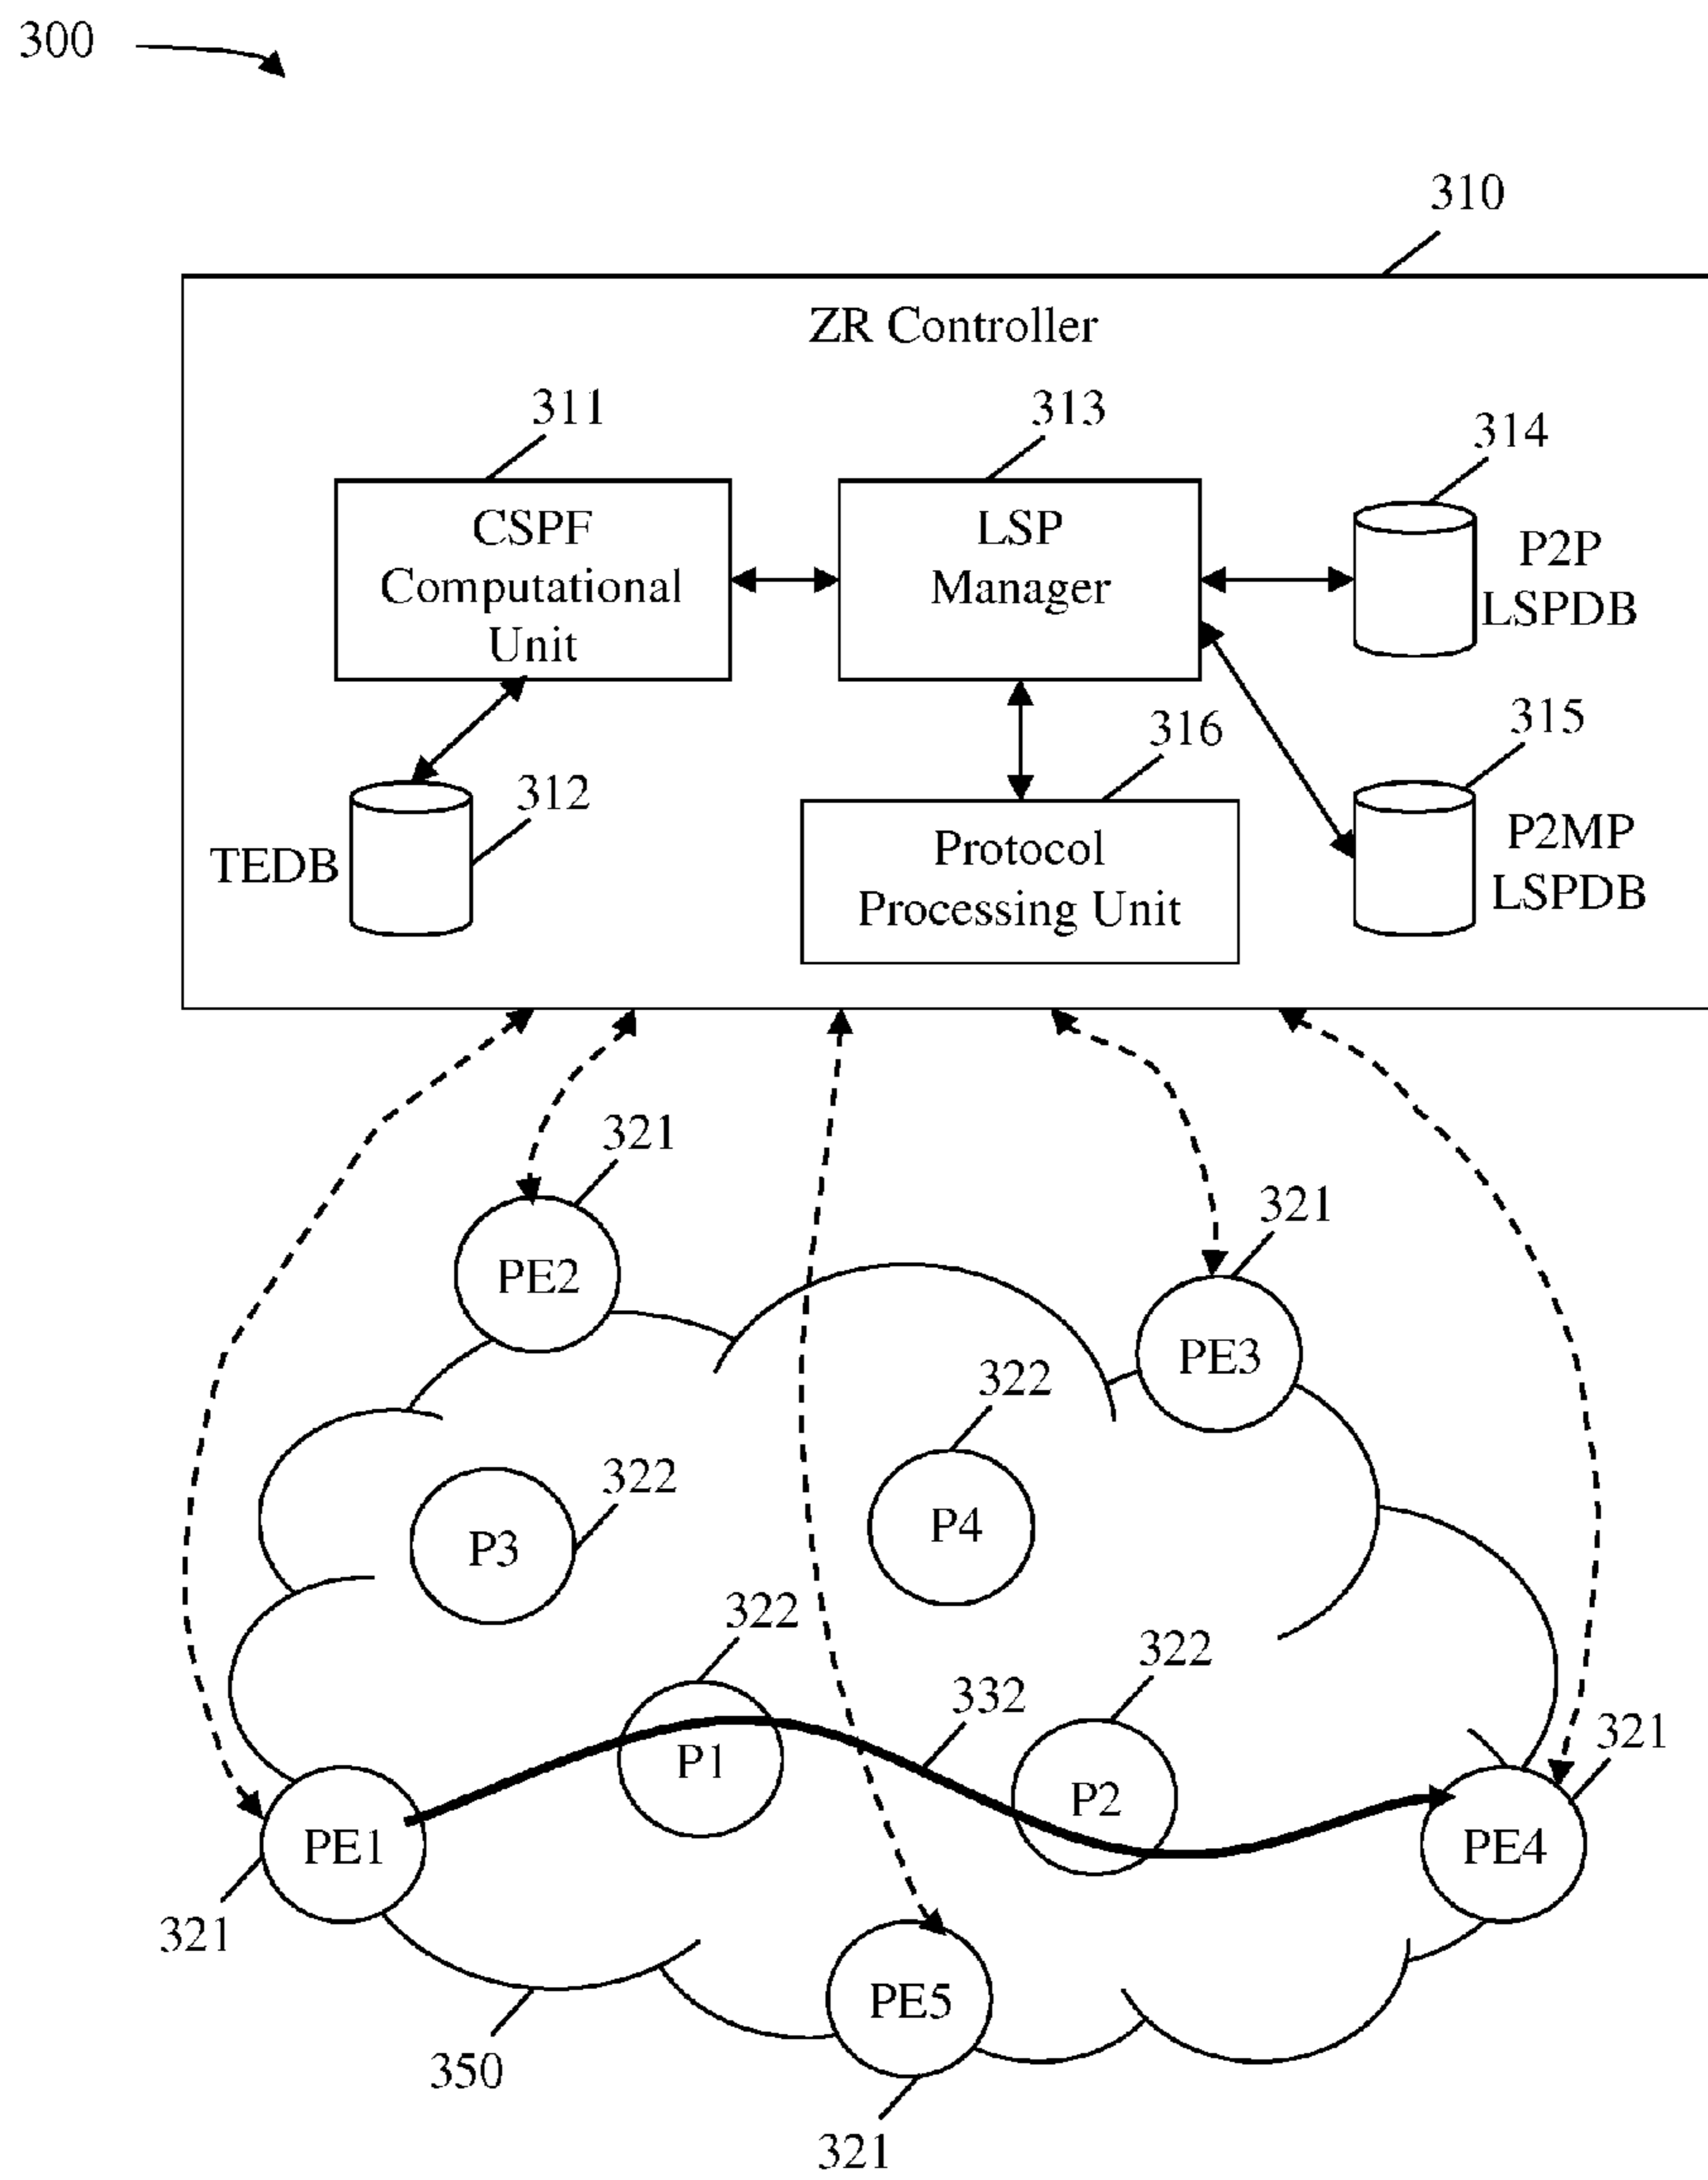 300
310
ZR Controller
311
313
314
CSPF
Computational
Unit
LSP
Manager
P2P
LSPDB
312
316
315
TEDB
Protocol
Processing Unit
P2MP
LSPDB
321
321
PE2
PE3
322
322
P3
P4
322
322
332
321
P1
P2
PE1
PE4
321
PE5
350
321